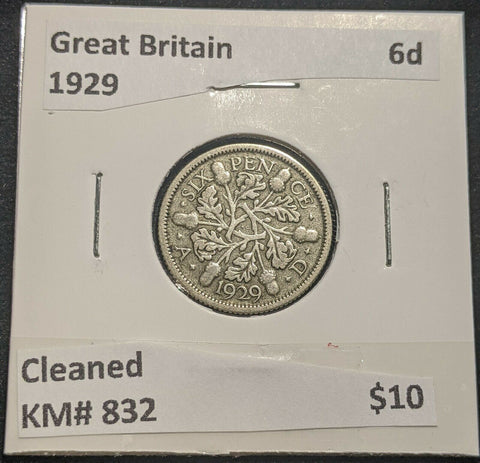 Great Britain 6d
1929
· SIX · PENCE ·
A · D ·
1929
Cleaned
KM# 832 $10